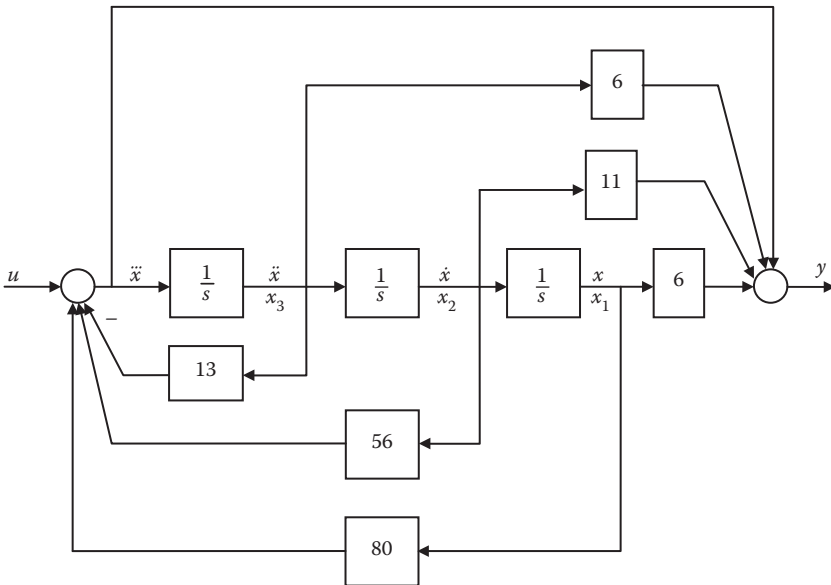 6
11
u
x⃛
1/s
ẍ
x₃
1/s
ẋ
x₂
1/s
x
x₁
6
y
−
13
56
80